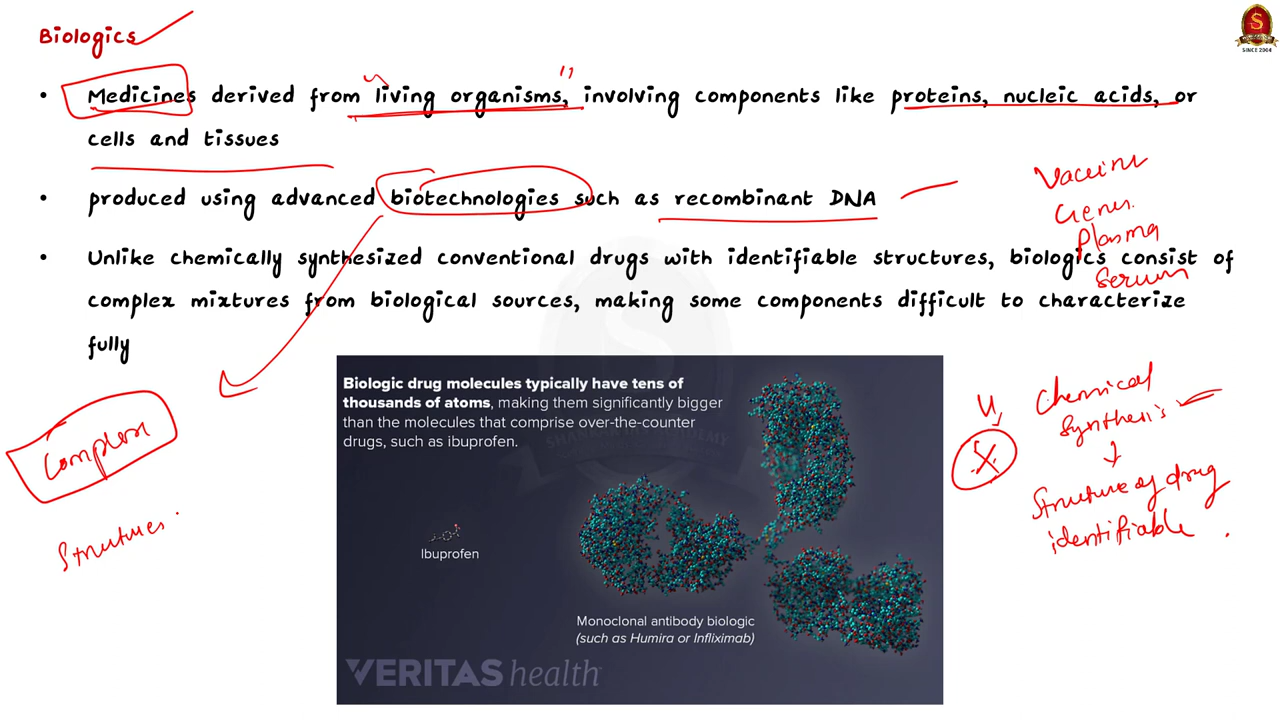 Biologics
• Medicines derived from living organisms, involving components like proteins, nucleic acids, or
cells and tissues
• produced using advanced biotechnologies such as recombinant DNA
Vaccine
Plasma
Serum
• Unlike chemically synthesized conventional drugs with identifiable structures, biologics consist of
complex mixtures from biological sources, making some components difficult to characterize
fully
Complex
Strutures.
Biologic drug molecules typically have tens of
thousands of atoms, making them significantly bigger
than the molecules that comprise over-the-counter
drugs, such as ibuprofen.
Ibuprofen
Monoclonal antibody biologic
(such as Humira or Infliximab)
VERITAS health
Chemical
Synthesis
Struture of drug
identifiable.
S
SINCE 2004